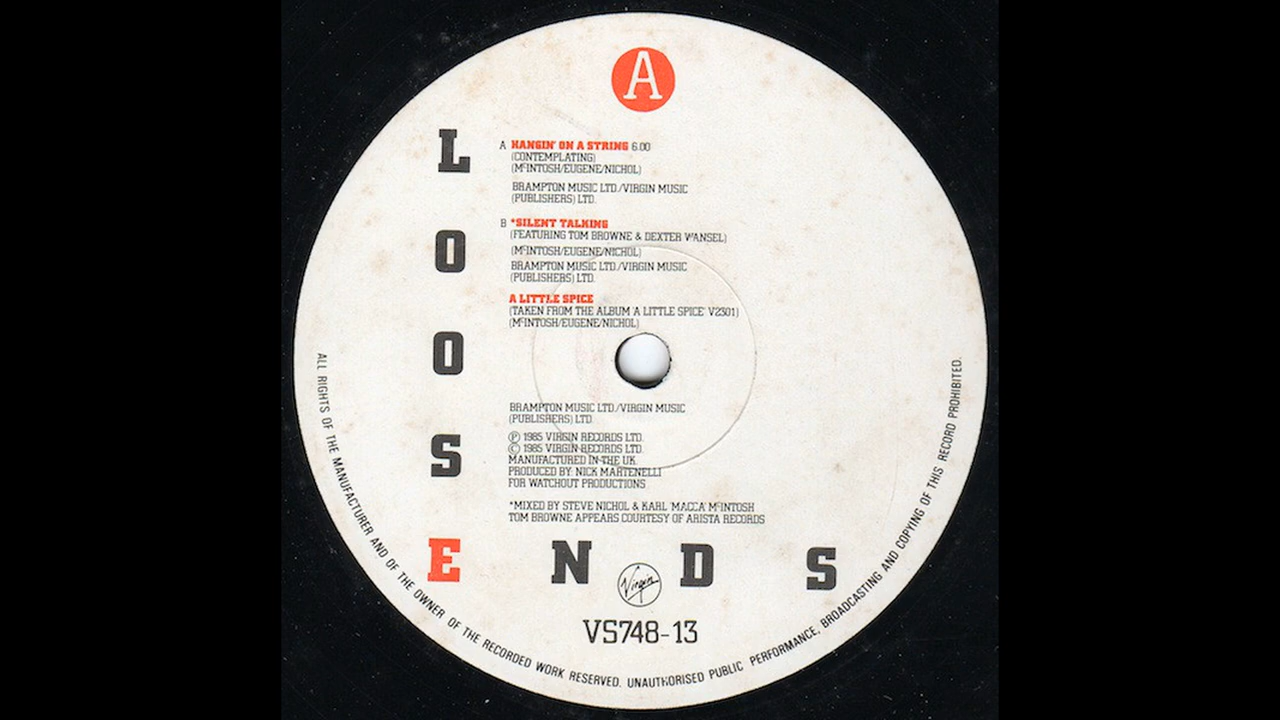 A
A HANGIN' ON A STRING 6.00
(CONTEMPLATING)
(McINTOSH/EUGENE/NICHOL)
BRAMPTON MUSIC LTD./VIRGIN MUSIC
(PUBLISHERS) LTD.
B *SILENT TALKING
(FEATURING TOM BROWNE & DEXTER WANSEL)
(McINTOSH/EUGENE/NICHOL)
BRAMPTON MUSIC LTD./VIRGIN MUSIC
(PUBLISHERS) LTD.
A LITTLE SPICE
(TAKEN FROM THE ALBUM 'A LITTLE SPICE' V2301)
(McINTOSH/EUGENE/NICHOL)
BRAMPTON MUSIC LTD./VIRGIN MUSIC
(PUBLISHERS) LTD.
Ⓟ 1985 VIRGIN RECORDS LTD.
© 1985 VIRGIN RECORDS LTD.
MANUFACTURED IN THE UK.
PRODUCED BY: NICK MARTENELLI
FOR WATCHOUT PRODUCTIONS
*MIXED BY STEVE NICHOL & KARL 'MACCA' McINTOSH
TOM BROWNE APPEARS COURTESY OF ARISTA RECORDS
LOOSE ENDS
Virgin
VS748-13
ALL RIGHTS OF THE MANUFACTURER AND OF THE OWNER OF THE RECORDED WORK RESERVED. UNAUTHORISED PUBLIC PERFORMANCE, BROADCASTING AND COPYING OF THIS RECORD PROHIBITED.